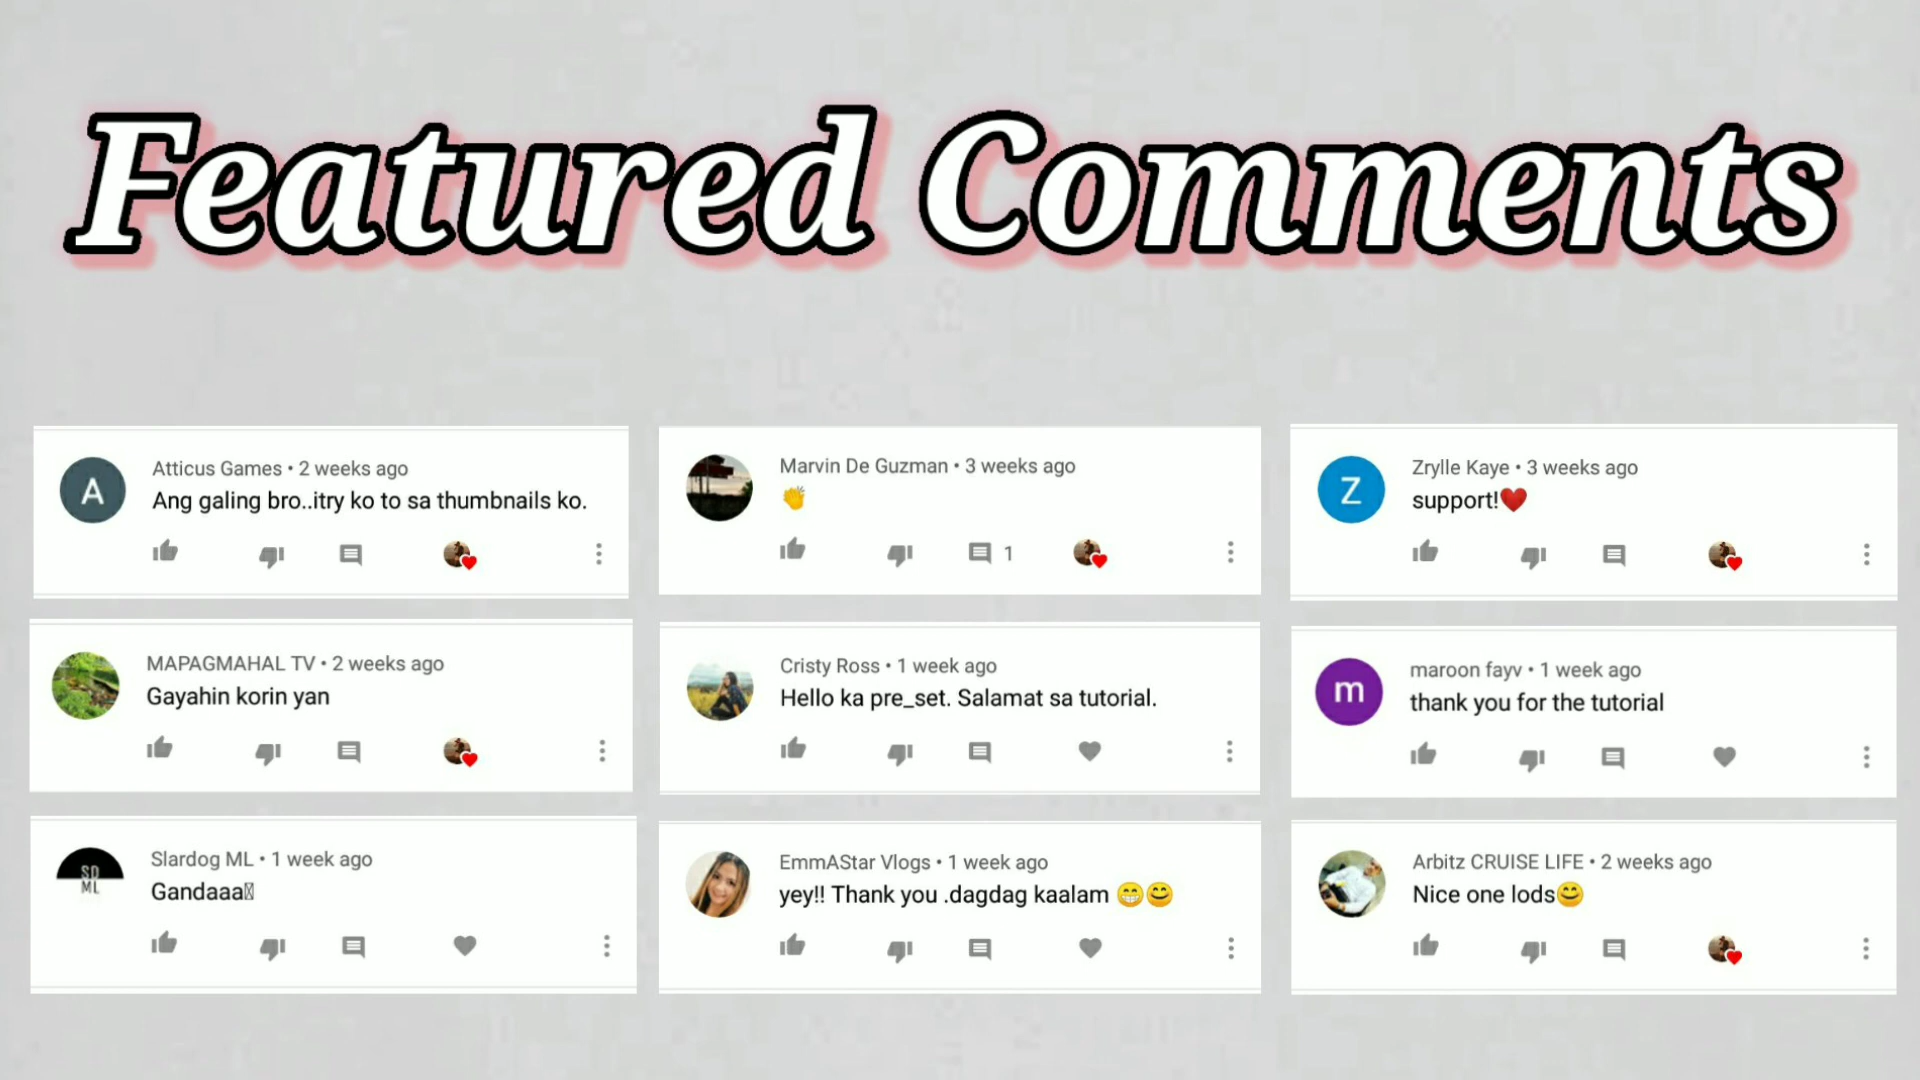 Featured Comments
A
Atticus Games • 2 weeks ago
Ang galing bro..itry ko to sa thumbnails ko.
Marvin De Guzman • 3 weeks ago
👏
1
Z
Zrylle Kaye • 3 weeks ago
support!❤️
MAPAGMAHAL TV • 2 weeks ago
Gayahin korin yan
Cristy Ross • 1 week ago
Hello ka pre_set. Salamat sa tutorial.
m
maroon fayv • 1 week ago
thank you for the tutorial
SD
ML
Slardog ML • 1 week ago
Gandaaa
EmmAStar Vlogs • 1 week ago
yey!! Thank you .dagdag kaalam 😁😊
Arbitz CRUISE LIFE • 2 weeks ago
Nice one lods😊